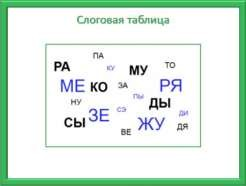 Слоговая таблица
ПА
РА КУ МУ ТО
МЕ КО ЗА РЯ
ПЫ
НУ СЭ ДЫ
СЫ ЗЕ ДИ
ВЕ ЖУ ДЯ